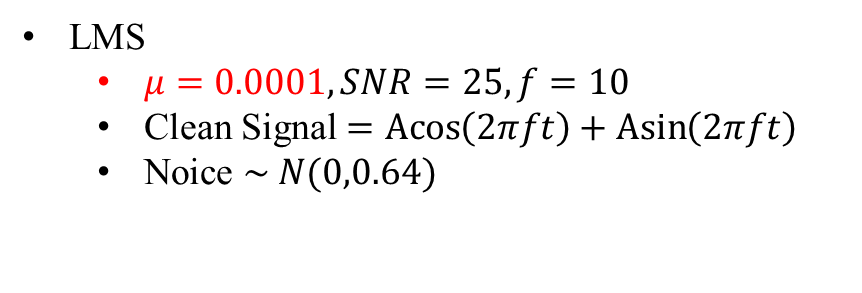 • LMS
• μ = 0.0001, SNR = 25, f = 10
• Clean Signal = Acos(2πft) + Asin(2πft)
• Noice ~ N(0,0.64)